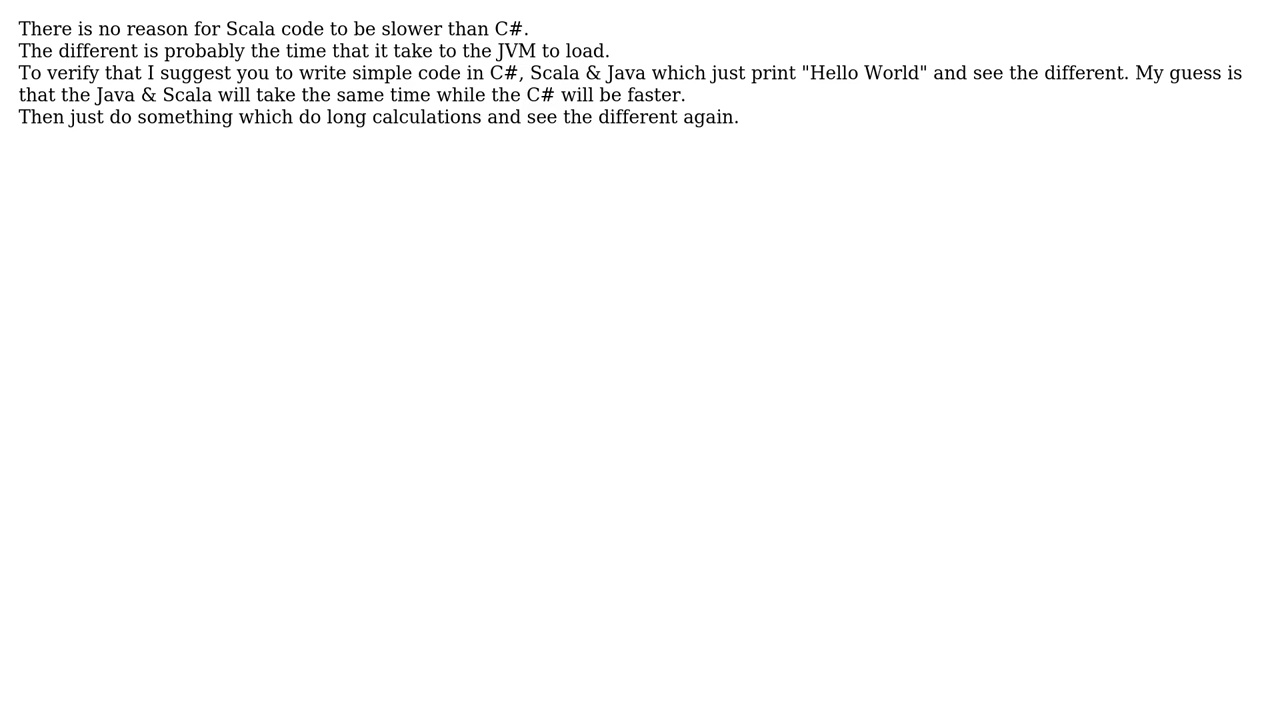 There is no reason for Scala code to be slower than C#.
The different is probably the time that it take to the JVM to load.
To verify that I suggest you to write simple code in C#, Scala & Java which just print "Hello World" and see the different. My guess is
that the Java & Scala will take the same time while the C# will be faster.
Then just do something which do long calculations and see the different again.